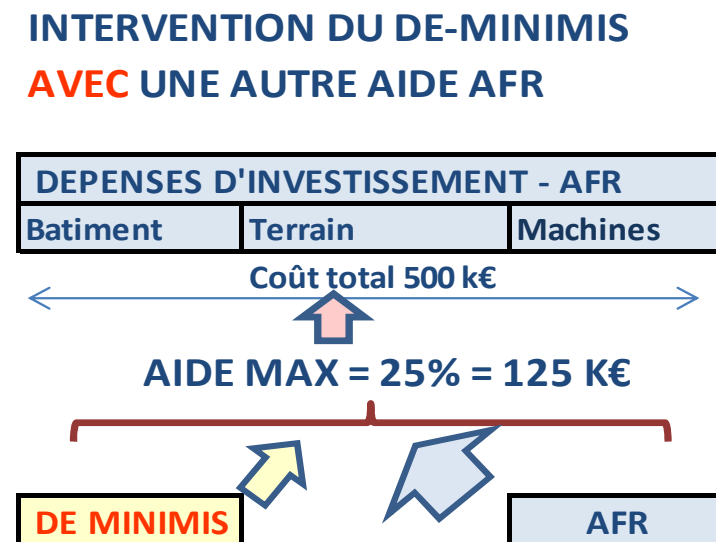 INTERVENTION DU DE-MINIMIS
AVEC UNE AUTRE AIDE AFR
DEPENSES D'INVESTISSEMENT - AFR
Batiment Terrain Machines
Coût total 500 k€
AIDE MAX = 25% = 125 K€
DE MINIMIS AFR